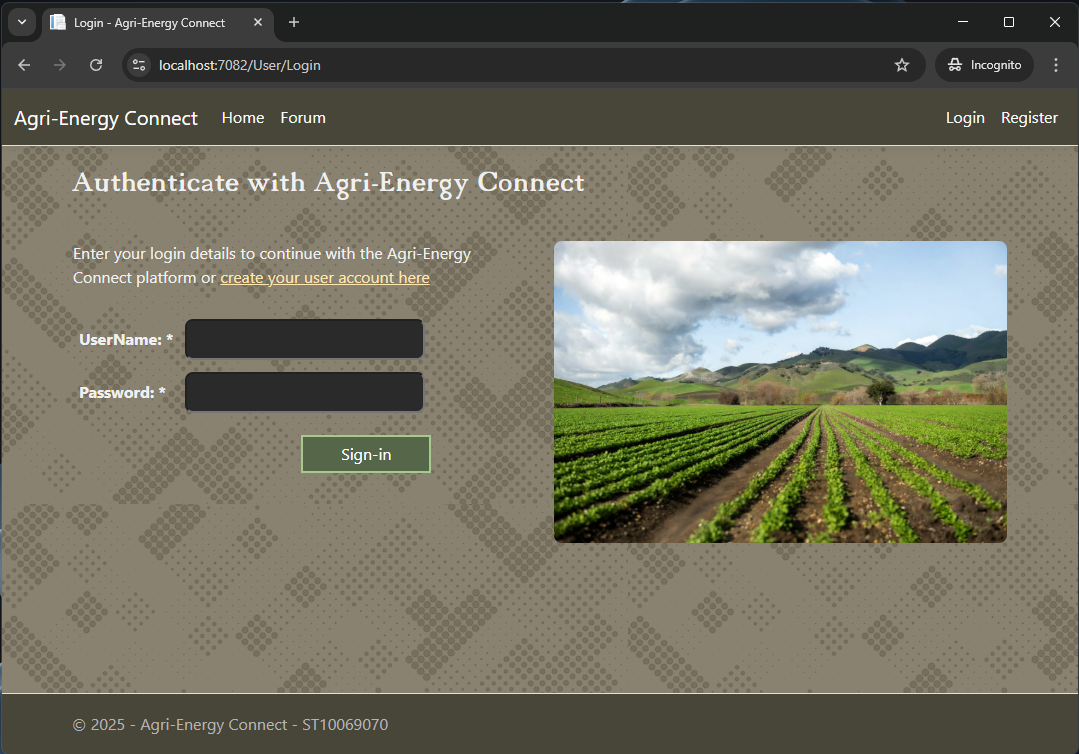 Login - Agri-Energy Connect
localhost:7082/User/Login
Incognito
Agri-Energy Connect Home Forum Login Register
Authenticate with Agri-Energy Connect
Enter your login details to continue with the Agri-Energy
Connect platform or create your user account here
UserName: *
Password: *
Sign-in
© 2025 - Agri-Energy Connect - ST10069070